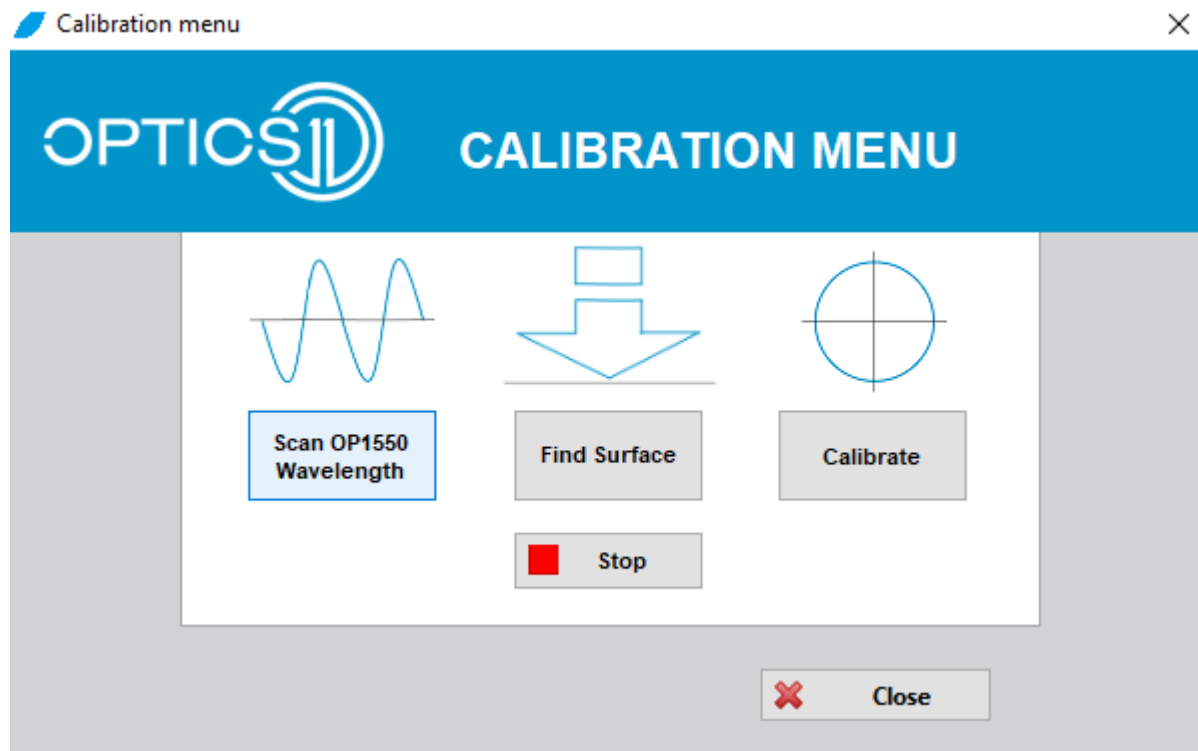 Calibration menu
OPTICS11
CALIBRATION MENU
Scan OP1550
Wavelength
Find Surface
Calibrate
Stop
Close